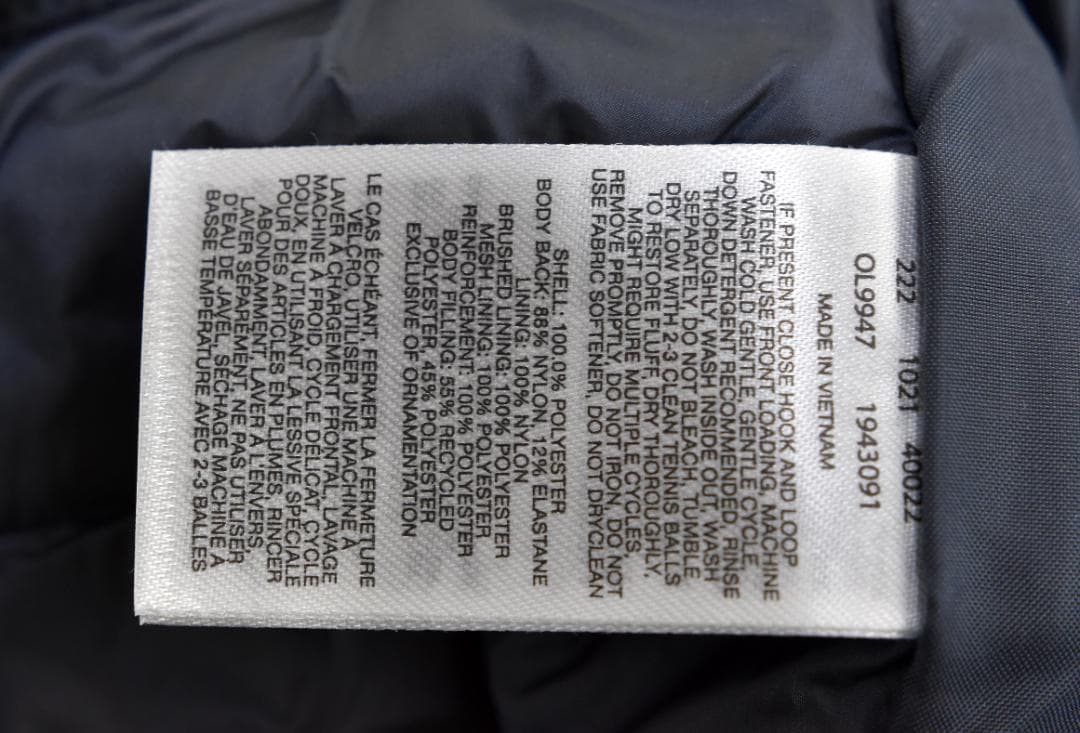 222 1021 40022
OL9947 1943091
MADE IN VIETNAM
IF PRESENT CLOSE HOOK AND LOOP
FASTENER, USE FRONT LOADING, MACHINE
WASH COLD GENTLE, GENTLE CYCLE,
DOWN DETERGENT RECOMMENDED, RINSE
THOROUGHLY, WASH INSIDE OUT, WASH
SEPARATELY, DO NOT BLEACH, TUMBLE
DRY LOW WITH 2-3 CLEAN TENNIS BALLS
TO RESTORE FLUFF, DRY THOROUGHLY,
MIGHT REQUIRE MULTIPLE CYCLES,
REMOVE PROMPTLY, DO NOT IRON, DO NOT
USE FABRIC SOFTENER, DO NOT DRYCLEAN
SHELL: 100.0% POLYESTER
BODY BACK: 88% NYLON, 12% ELASTANE
LINING: 100% NYLON
BRUSHED LINING: 100% POLYESTER
MESH LINING: 100% POLYESTER
REINFORCEMENT: 100% POLYESTER
BODY FILLING: 55% RECYCLED
POLYESTER, 45% POLYESTER
EXCLUSIVE OF ORNAMENTATION
LE CAS ÉCHÉANT, FERMER LA FERMETURE
VELCRO, UTILISER UNE MACHINE À
LAVER À CHARGEMENT FRONTAL, LAVAGE
MACHINE À FROID, CYCLE DÉLICAT, CYCLE
DOUX, EN UTILISANT LA LESSIVE SPÉCIALE
POUR DES ARTICLES EN PLUMES, RINCER
ABONDAMMENT, LAVER À L'ENVERS,
LAVER SÉPARÉMENT, NE PAS UTILISER
D'EAU DE JAVEL, SÉCHAGE MACHINE À
BASSE TEMPÉRATURE AVEC 2-3 BALLES